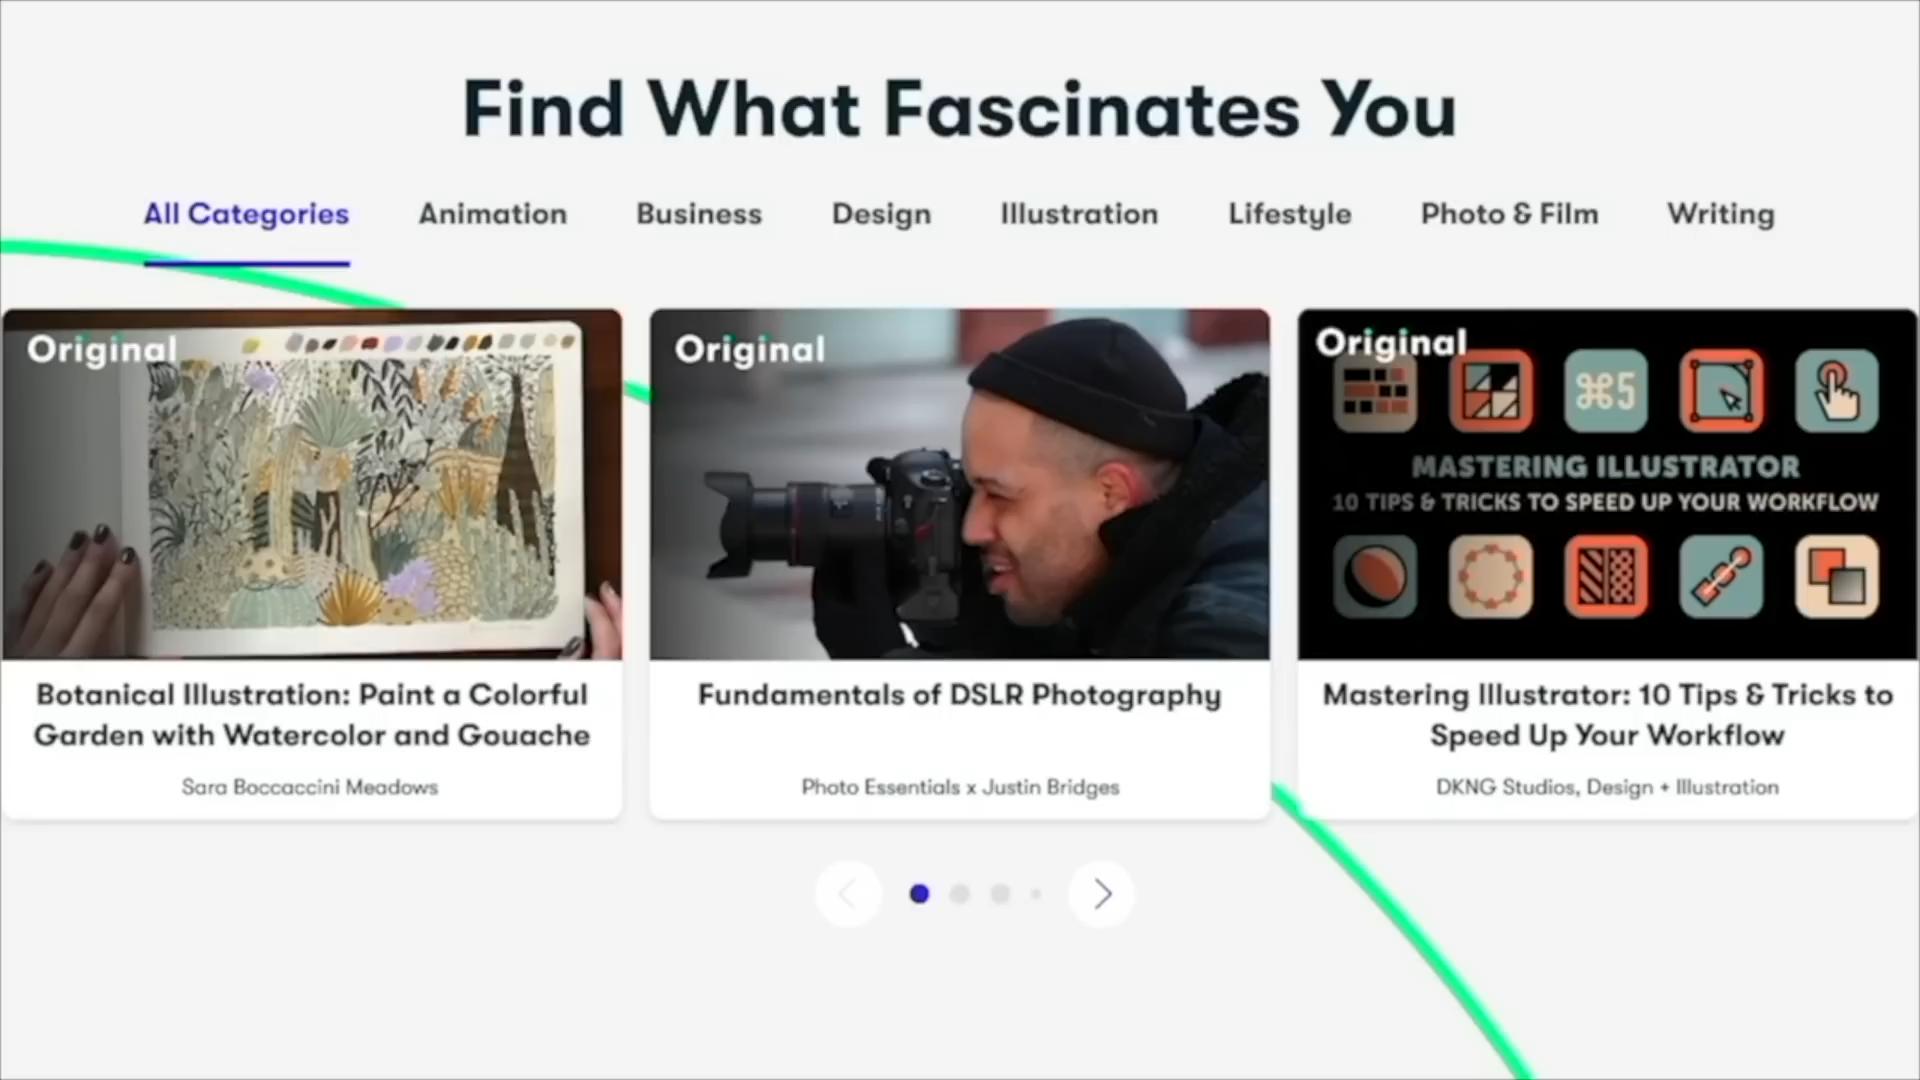 Find What Fascinates You
All Categories Animation Business Design Illustration Lifestyle Photo & Film Writing
Original
Botanical Illustration: Paint a Colorful
Garden with Watercolor and Gouache
Sara Boccaccini Meadows
Original
Fundamentals of DSLR Photography
Photo Essentials x Justin Bridges
Original
⌘5
MASTERING ILLUSTRATOR
10 TIPS & TRICKS TO SPEED UP YOUR WORKFLOW
Mastering Illustrator: 10 Tips & Tricks to
Speed Up Your Workflow
DKNG Studios, Design + Illustration